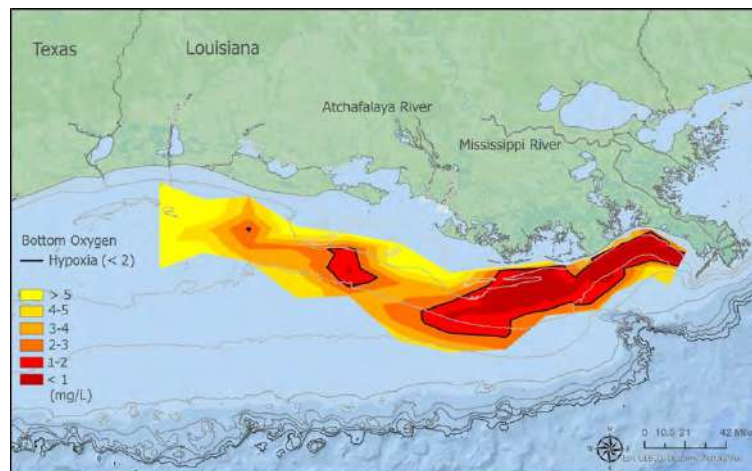 Texas
Louisiana
Atchafalaya River
Mississippi River
Bottom Oxygen
Hypoxia (< 2)
> 5
4-5
3-4
2-3
1-2
< 1
(mg/L)
N
0 10.5 21 42